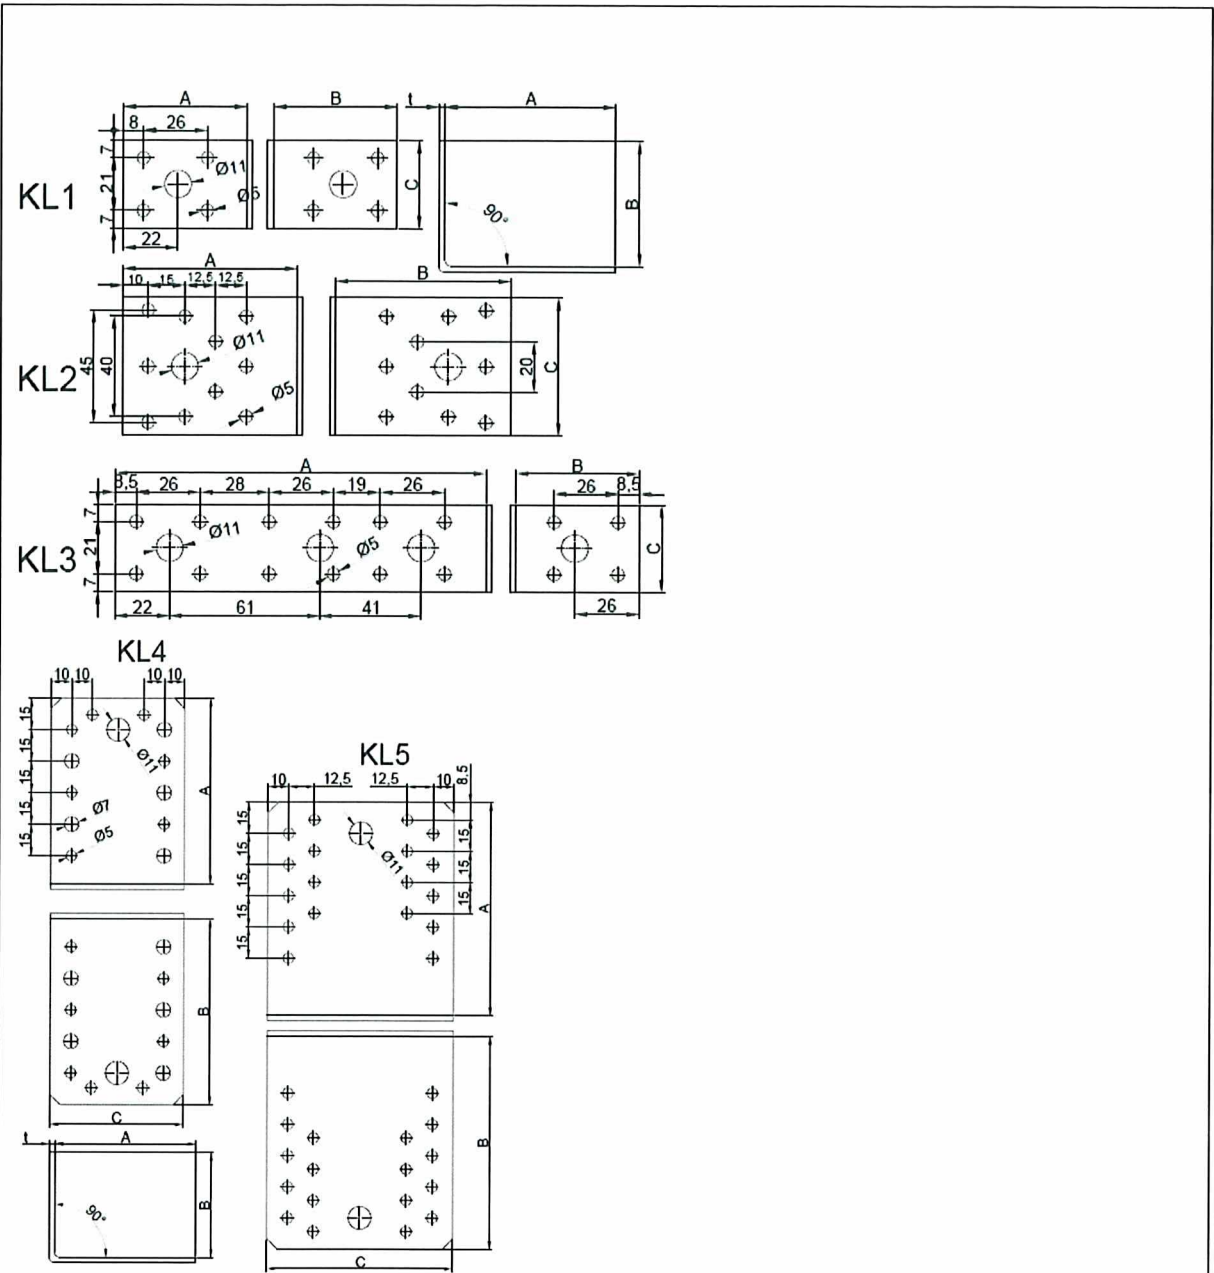 A B t A
8 26
7 Ø11
KL1 21 Ø5 C 90° B
7
22
A
10 15 12,5 12,5 B
Ø11
KL2 45 40 20 C
Ø5
A B
8,5 26 28 26 19 26 26 8,5
7 Ø11
KL3 21 Ø5 C
7
22 61 41 26
KL4
10 10 10 10
15
15 Ø11 KL5
15 A 10 12,5 12,5 10 8,5
15 Ø7
15 Ø5
15 15
15 Ø11 15
15 15
15 A
15
B
C
t A B
90° B
C